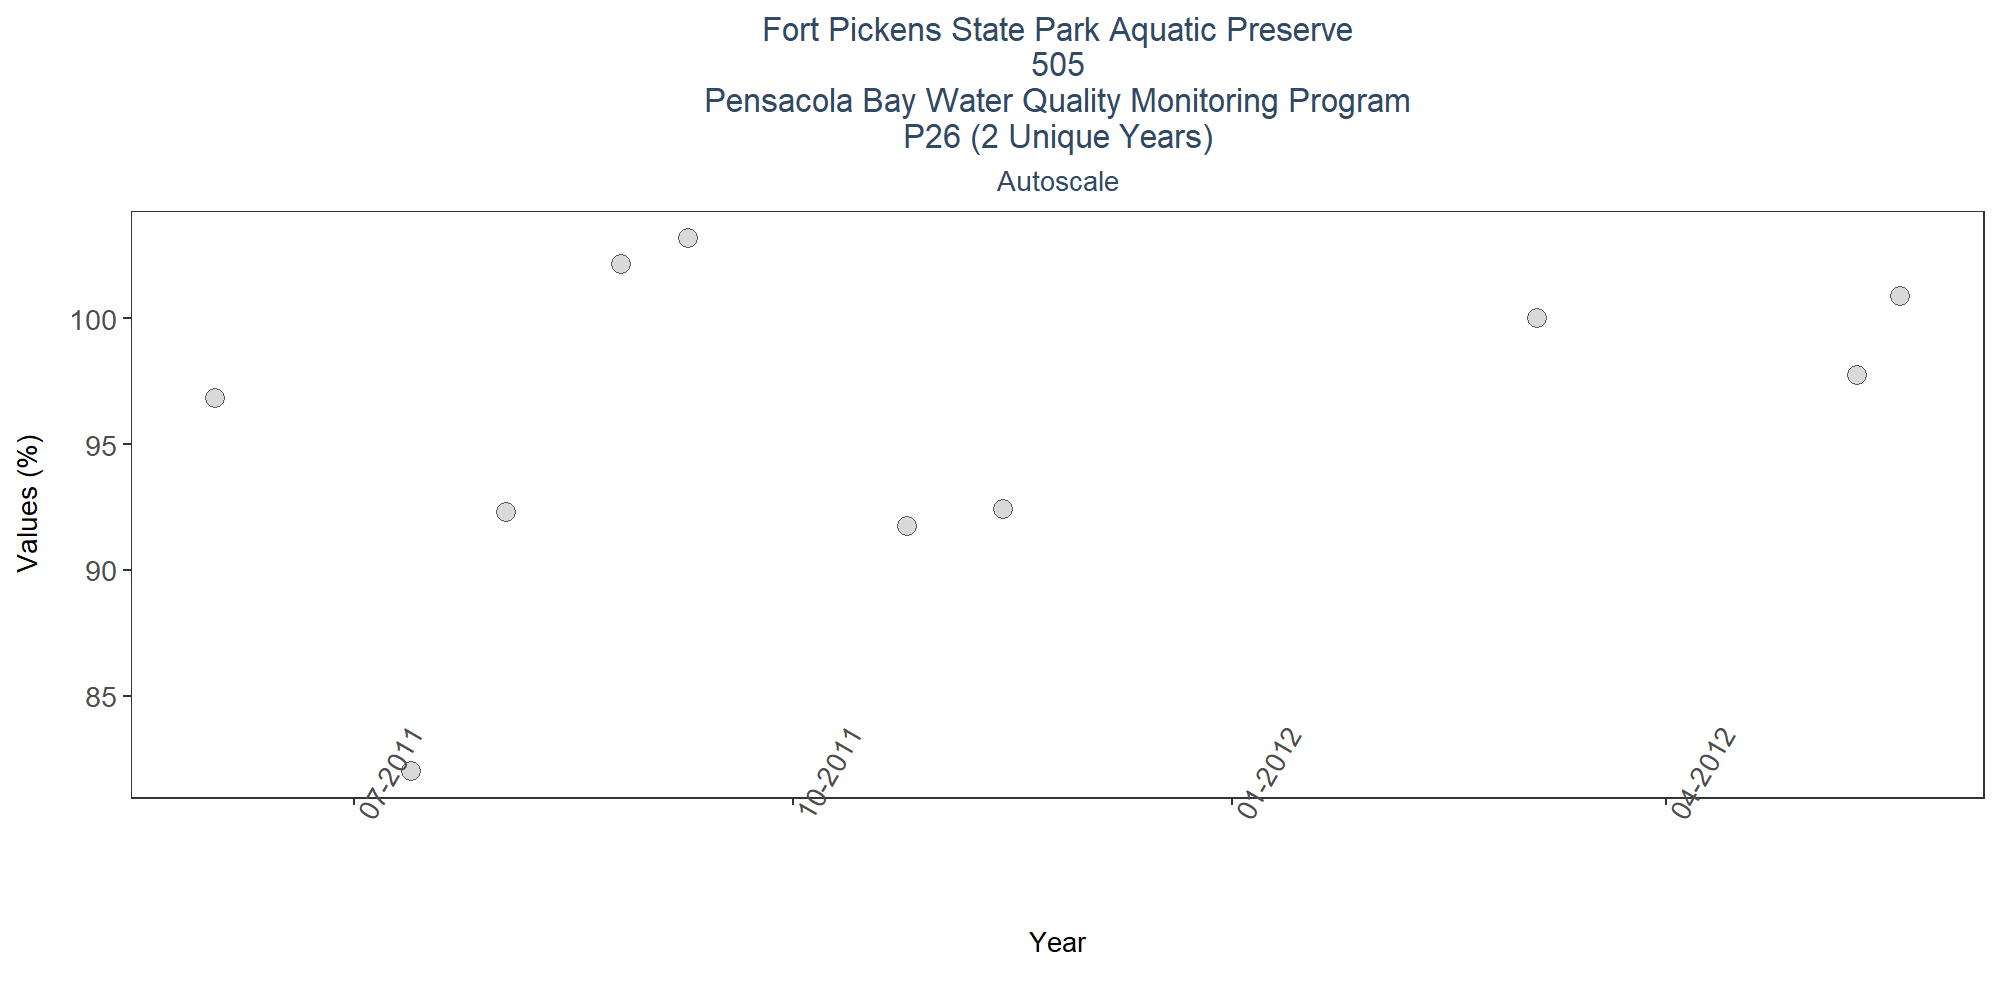 Fort Pickens State Park Aquatic Preserve
505
Pensacola Bay Water Quality Monitoring Program
P26 (2 Unique Years)
Autoscale
Values (%)
100
95
90
85
07-2011
10-2011
01-2012
04-2012
Year